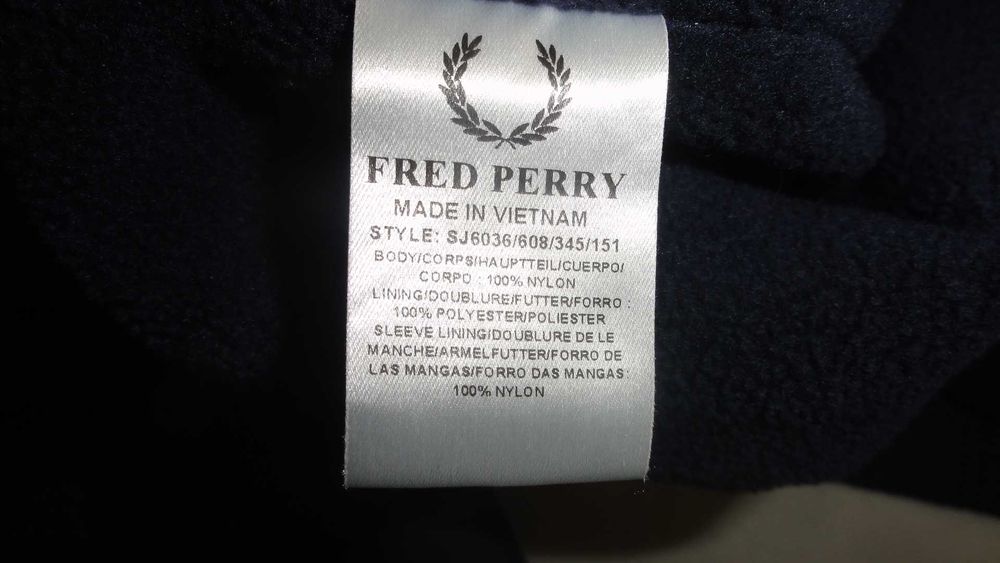 FRED PERRY
MADE IN VIETNAM
STYLE: SJ6036/608/345/151
BODY/CORPS/HAUPTTEIL/CUERPO/
CORPO : 100% NYLON
LINING/DOUBLURE/FUTTER/FORRO :
100% POLYESTER/POLIESTER
SLEEVE LINING/DOUBLURE DE LE
MANCHE/ARMELFUTTER/FORRO DE
LAS MANGAS/FORRO DAS MANGAS :
100% NYLON